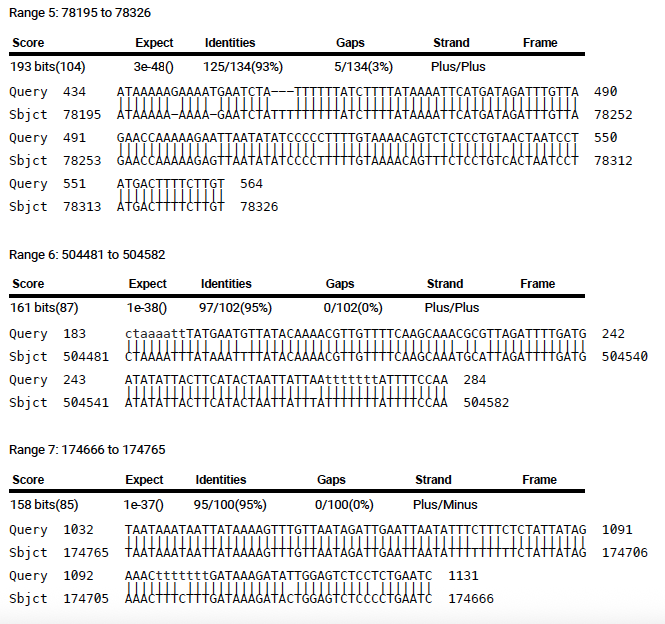 Range 5: 78195 to 78326
Score Expect Identities Gaps Strand Frame
193 bits(104) 3e-48() 125/134(93%) 5/134(3%) Plus/Plus
Query 434 ATAAAAAGAAAATGAATCTA---TTTTTTATCTTTTATAAAATTCATGATAGATTTGTTA 490
Sbjct 78195 ATAAAAA-AAAA-GAATCTATTTTTTTTTATCTTTTATAAAATTCATGATAGATTTGTTA 78252
Query 491 GAACCAAAAAGAATTAATATATCCCCCTTTTGTAAAACAGTCTCTCCTGTAACTAATCCT 550
Sbjct 78253 GAACCAAAAAGAGTTAATATATCCCCTTTTTGTAAAACAGTTTCTCCTGTCACTAATCCT 78312
Query 551 ATGACTTTTCTTGT 564
Sbjct 78313 ATGACTTTTCTTGT 78326
Range 6: 504481 to 504582
Score Expect Identities Gaps Strand Frame
161 bits(87) 1e-38() 97/102(95%) 0/102(0%) Plus/Plus
Query 183 ctaaaattTATGAATGTTATACAAAACGTTGTTTTCAAGCAAACGCGTTAGATTTTGATG 242
Sbjct 504481 CTAAAATTTATAAATTTTATACAAAACGTTGTTTTCAAGCAAATGCATTAGATTTTGATG 504540
Query 243 ATATATTACTTCATACTAATTATTAAtttttttATTTTCCAA 284
Sbjct 504541 ATATATTACTTCATACTAATTATTTATTTTTTTATTTTCCAA 504582
Range 7: 174666 to 174765
Score Expect Identities Gaps Strand Frame
158 bits(85) 1e-37() 95/100(95%) 0/100(0%) Plus/Minus
Query 1032 TAATAAATAATTATAAAAGTTTGTTAATAGATTGAATTAATATTTCTTTCTCTATTATAG 1091
Sbjct 174765 TAATAAATAATTATAAAAGTTTGTTAATAGATTGAATTAATATTTTTTTTTCTATTATAG 174706
Query 1092 AAACtttttttGATAAAGATATTGGAGTCTCCTCTGAATC 1131
Sbjct 174705 AAACTTTCTTTGATAAAGATACTGGAGTCTCCCCTGAATC 174666